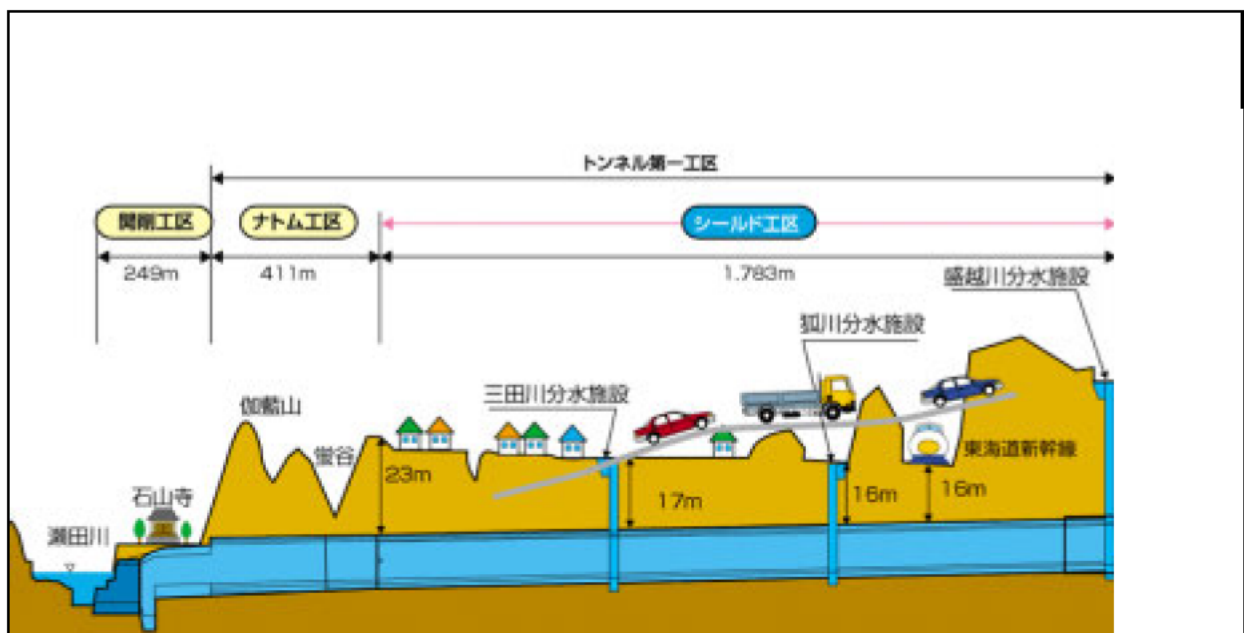 トンネル第一工区
開削工区
ナトム工区
シールド工区
249m
411m
1.783m
盛越川分水施設
狐川分水施設
三田川分水施設
伽藍山
蛍谷
23m
東海道新幹線
16m
16m
17m
石山寺
瀬田川